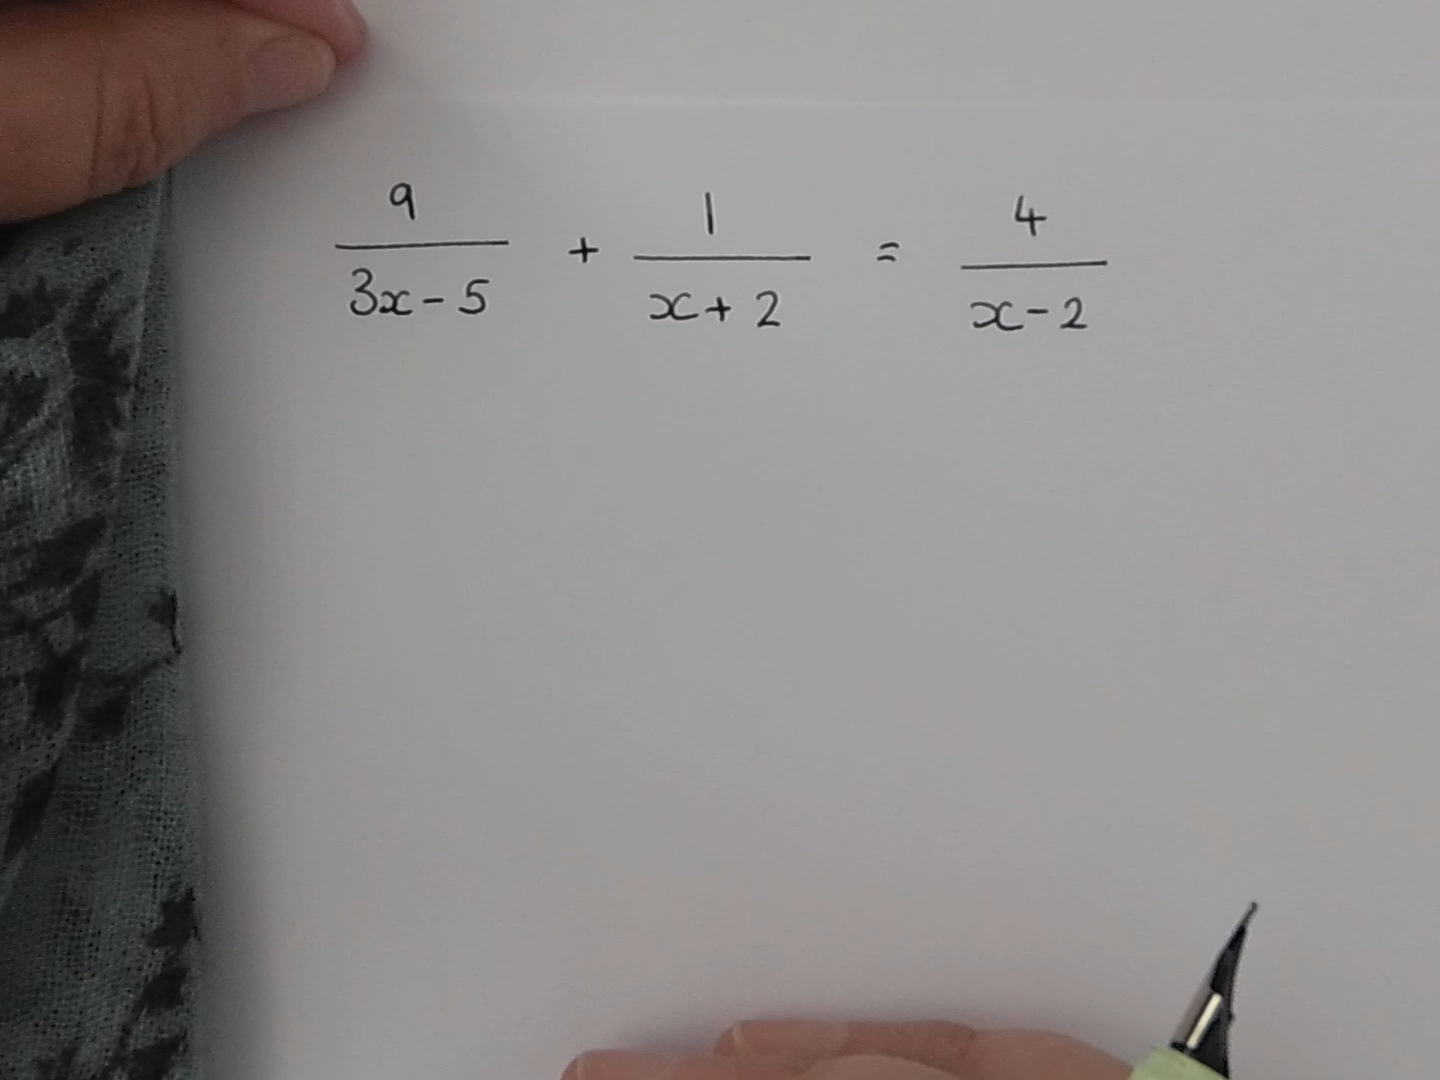 9/(3x-5) + 1/(x+2) = 4/(x-2)